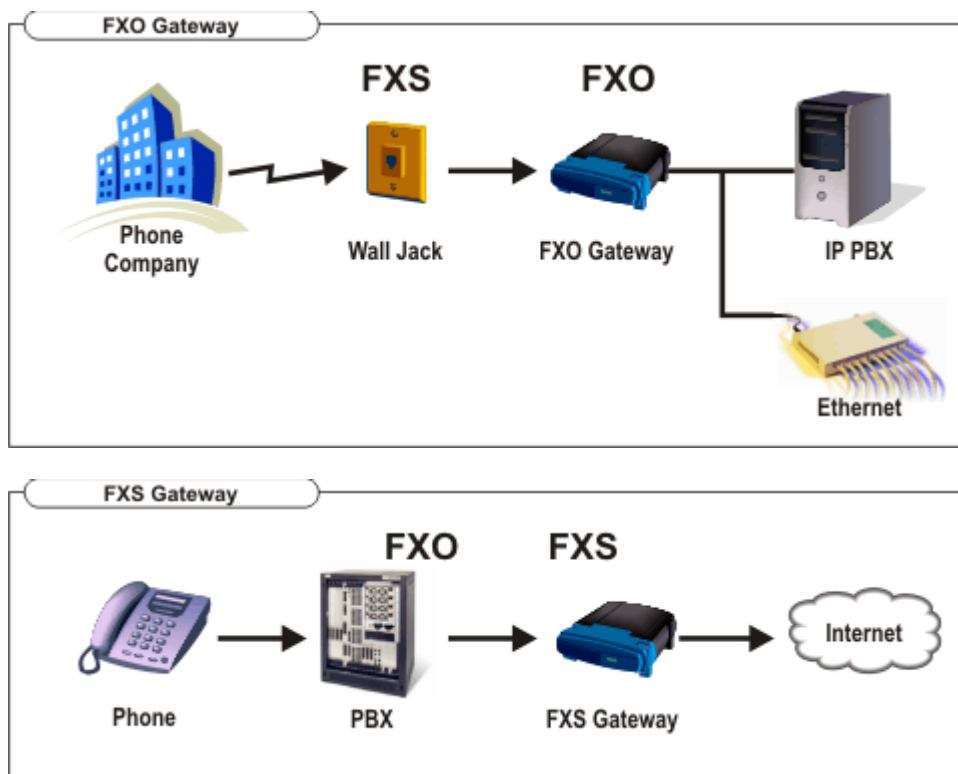 FXO Gateway
FXS
FXO
Phone
Company
Wall Jack
FXO Gateway
IP PBX
Ethernet
FXS Gateway
FXO
FXS
Internet
Phone
PBX
FXS Gateway